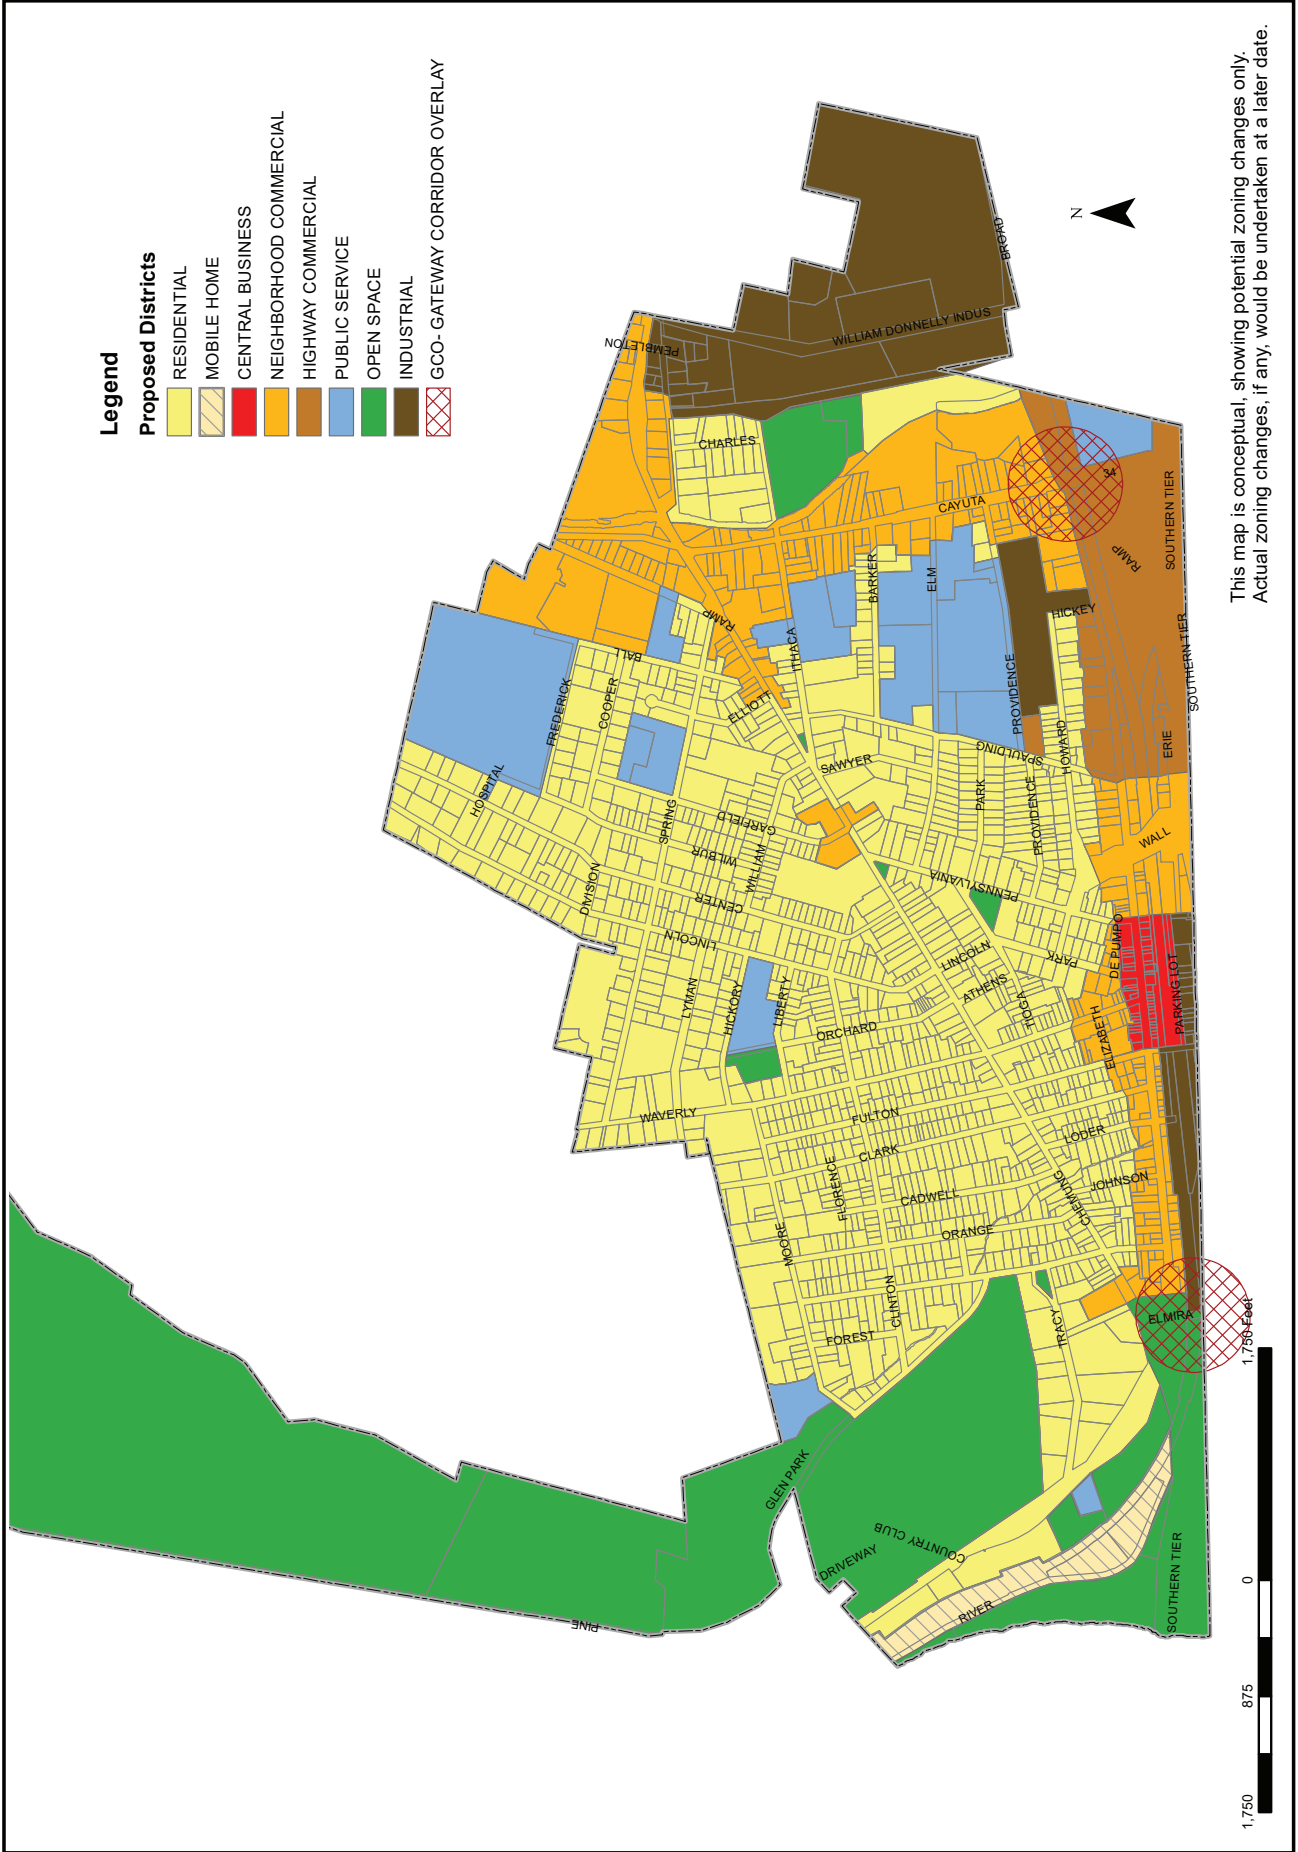 Legend
Proposed Districts
RESIDENTIAL
MOBILE HOME
CENTRAL BUSINESS
NEIGHBORHOOD COMMERCIAL
HIGHWAY COMMERCIAL
PUBLIC SERVICE
OPEN SPACE
INDUSTRIAL
GCO- GATEWAY CORRIDOR OVERLAY
PINE
GLEN PARK
DRIVEWAY
COUNTRY CLUB
RIVER
SOUTHERN TIER
FOREST
CLINTON
MOORE
TRACY
ELMIRA
ORANGE
CADWELL
FLORENCE
CLARK
FULTON
CHEMUNG
JOHNSON
LODER
WAVERLY
ORCHARD
LIBERTY
HICKORY
LYMAN
LINCOLN
CENTER
WILLIAM
WILBUR
GARFIELD
SPRING
DIVISION
HOSPITAL
FREDERICK
COOPER
BALL
RAMP
ELLIOTT
ITHACA
SAWYER
ATHENS
LINCOLN
TIOGA
PARK
ELIZABETH
DE PUMPO
PARKING LOT
PENNSYLVANIA
PARK
PROVIDENCE
SPAULDING
HOWARD
PROVIDENCE
WALL
ERIE
SOUTHERN TIER
HICKEY
ELM
BARKER
CAYUTA
CHARLES
PEMBLETON
WILLIAM DONNELLY INDUS
BROAD
34
RAMP
SOUTHERN TIER
N
1,750
875
0
1,750 Feet
This map is conceptual, showing potential zoning changes only.
Actual zoning changes, if any, would be undertaken at a later date.